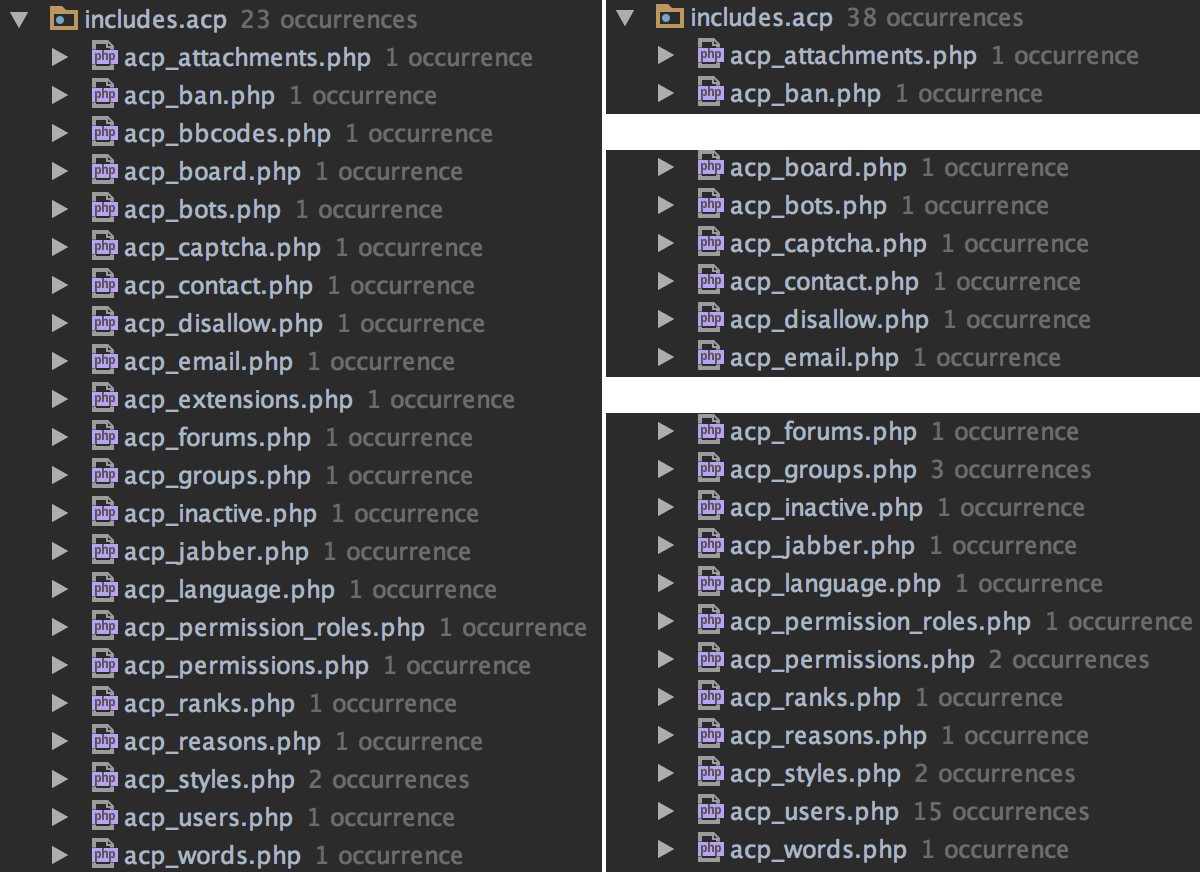 includes.acp 23 occurrences
php acp_attachments.php 1 occurrence
php acp_ban.php 1 occurrence
php acp_bbcodes.php 1 occurrence
php acp_board.php 1 occurrence
php acp_bots.php 1 occurrence
php acp_captcha.php 1 occurrence
php acp_contact.php 1 occurrence
php acp_disallow.php 1 occurrence
php acp_email.php 1 occurrence
php acp_extensions.php 1 occurrence
php acp_forums.php 1 occurrence
php acp_groups.php 1 occurrence
php acp_inactive.php 1 occurrence
php acp_jabber.php 1 occurrence
php acp_language.php 1 occurrence
php acp_permission_roles.php 1 occurrence
php acp_permissions.php 1 occurrence
php acp_ranks.php 1 occurrence
php acp_reasons.php 1 occurrence
php acp_styles.php 2 occurrences
php acp_users.php 1 occurrence
php acp_words.php 1 occurrence
includes.acp 38 occurrences
php acp_attachments.php 1 occurrence
php acp_ban.php 1 occurrence
php acp_board.php 1 occurrence
php acp_bots.php 1 occurrence
php acp_captcha.php 1 occurrence
php acp_contact.php 1 occurrence
php acp_disallow.php 1 occurrence
php acp_email.php 1 occurrence
php acp_forums.php 1 occurrence
php acp_groups.php 3 occurrences
php acp_inactive.php 1 occurrence
php acp_jabber.php 1 occurrence
php acp_language.php 1 occurrence
php acp_permission_roles.php 1 occurrence
php acp_permissions.php 2 occurrences
php acp_ranks.php 1 occurrence
php acp_reasons.php 1 occurrence
php acp_styles.php 2 occurrences
php acp_users.php 15 occurrences
php acp_words.php 1 occurrence